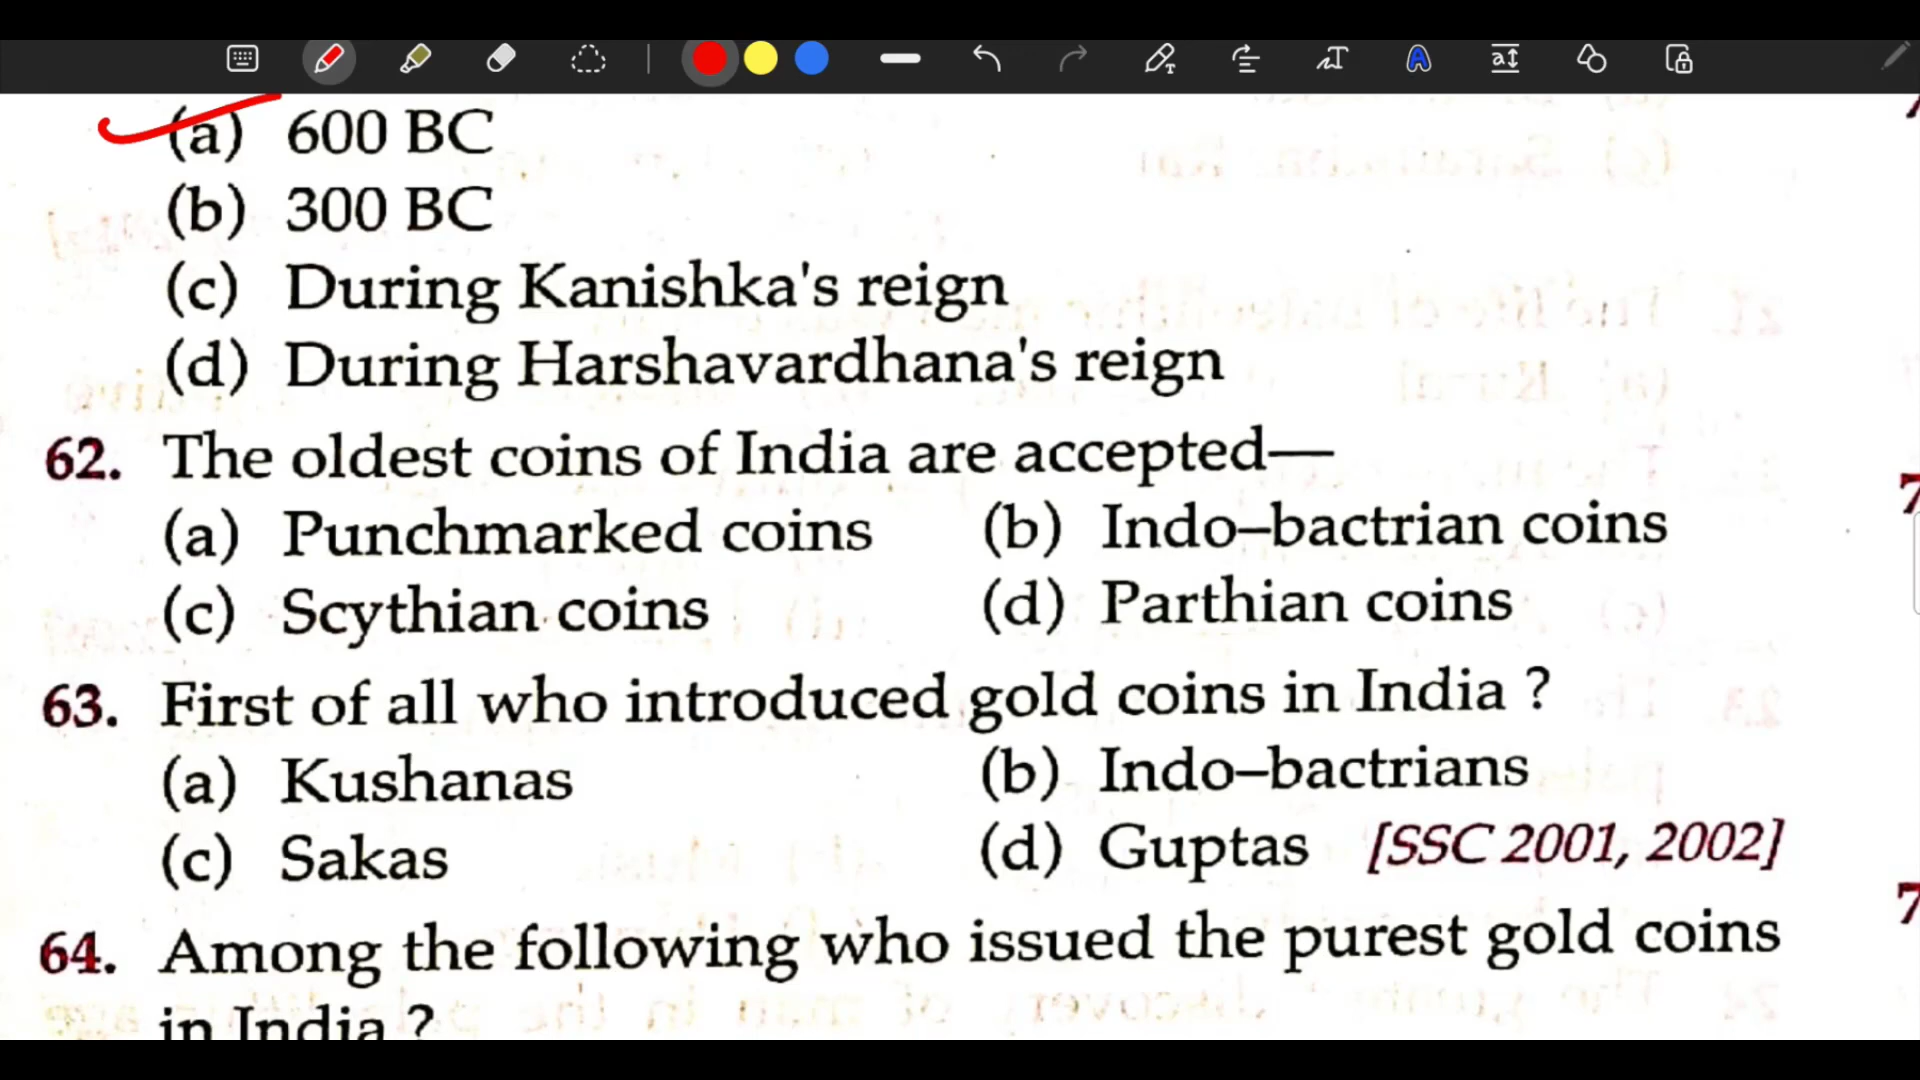 (a) 600 BC
(b) 300 BC
(c) During Kanishka's reign
(d) During Harshavardhana's reign
62. The oldest coins of India are accepted—
(a) Punchmarked coins (b) Indo–bactrian coins
(c) Scythian coins (d) Parthian coins
63. First of all who introduced gold coins in India ?
(a) Kushanas (b) Indo–bactrians
(c) Sakas (d) Guptas [SSC 2001, 2002]
64. Among the following who issued the purest gold coins
in India ?